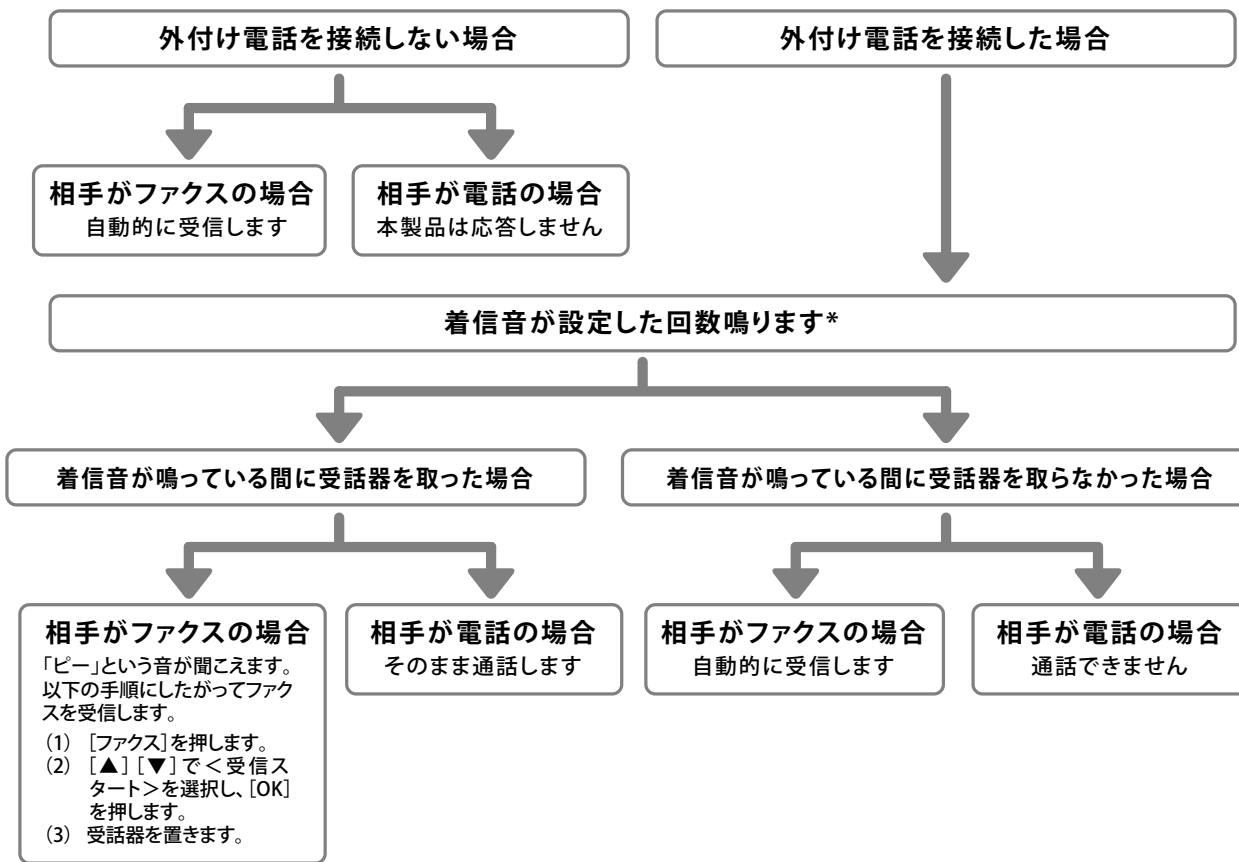 外付け電話を接続しない場合
外付け電話を接続した場合
相手がファクスの場合
自動的に受信します
相手が電話の場合
本製品は応答しません
着信音が設定した回数鳴ります*
着信音が鳴っている間に受話器を取った場合
着信音が鳴っている間に受話器を取らなかった場合
相手がファクスの場合
「ピー」という音が聞こえます。
以下の手順にしたがってファク
スを受信します。
(1) [ファクス]を押します。
(2) [▲][▼]で<受信ス
タート>を選択し、[OK]
を押します。
(3) 受話器を置きます。
相手が電話の場合
そのまま通話します
相手がファクスの場合
自動的に受信します
相手が電話の場合
通話できません